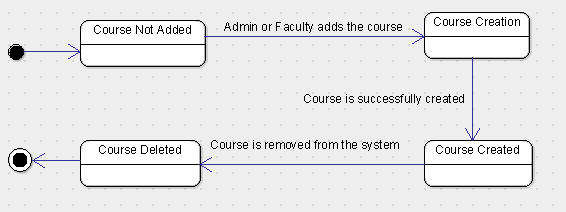 Course Not Added
Admin or Faculty adds the course
Course Creation
Course is successfully created
Course Deleted
Course is removed from the system
Course Created